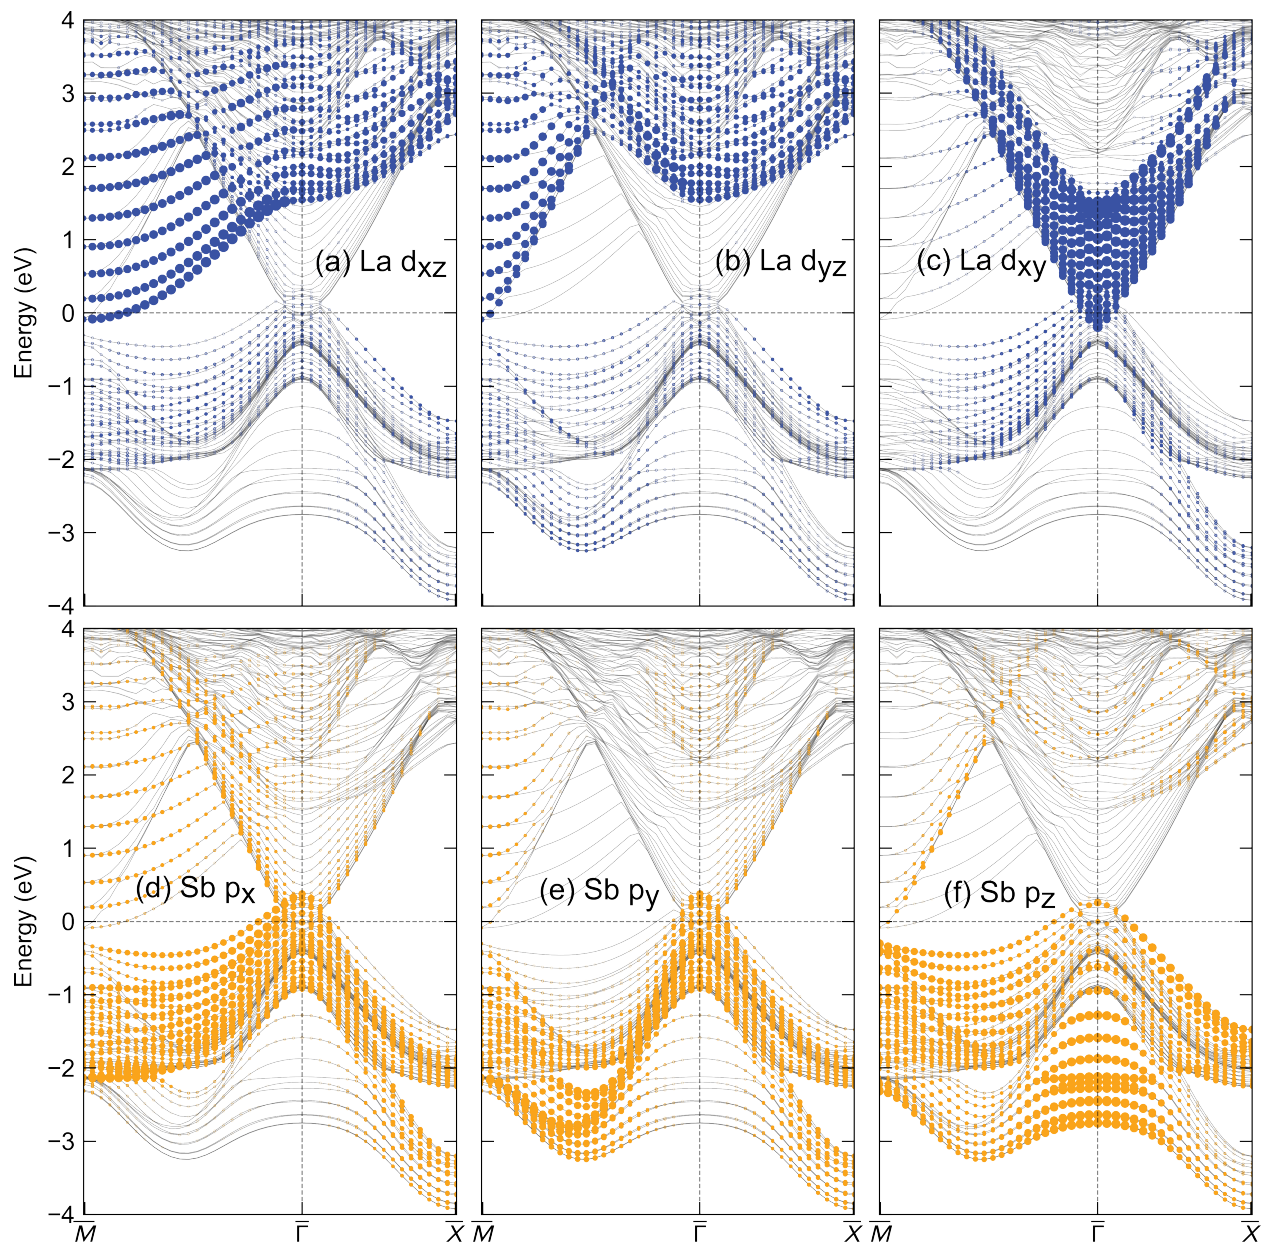 4
3
2
1
0
−1
−2
−3
−4
Energy (eV)
(a) La dxz
(b) La dyz
(c) La dxy
4
3
2
1
0
−1
−2
−3
−4
Energy (eV)
(d) Sb px
(e) Sb py
(f) Sb pz
M̅ Γ̅ X̅ M̅ Γ̅ X̅ M̅ Γ̅ X̅